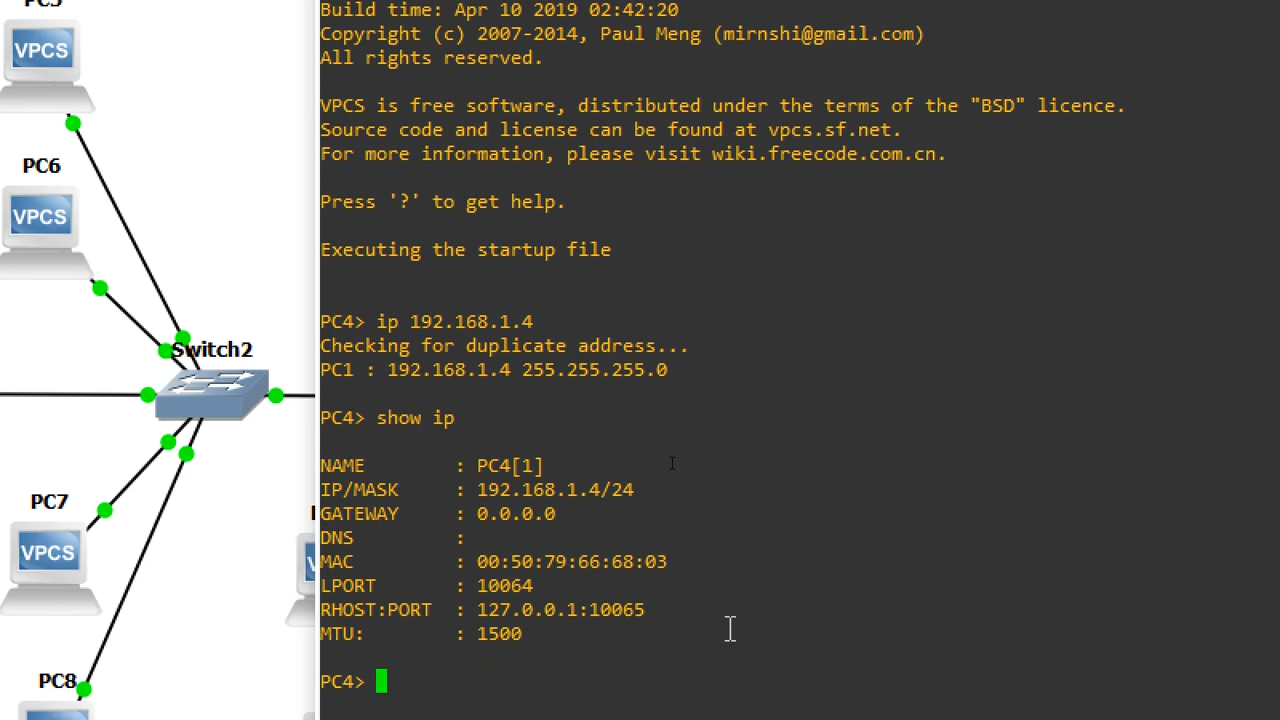 VPCS
PC6
VPCS
Switch2
PC7
VPCS
PC8
Build time: Apr 10 2019 02:42:20
Copyright (c) 2007-2014, Paul Meng (mirnshi@gmail.com)
All rights reserved.
VPCS is free software, distributed under the terms of the "BSD" licence.
Source code and license can be found at vpcs.sf.net.
For more information, please visit wiki.freecode.com.cn.
Press '?' to get help.
Executing the startup file
PC4> ip 192.168.1.4
Checking for duplicate address...
PC1 : 192.168.1.4 255.255.255.0
PC4> show ip
NAME        : PC4[1]
IP/MASK     : 192.168.1.4/24
GATEWAY     : 0.0.0.0
DNS         :
MAC         : 00:50:79:66:68:03
LPORT       : 10064
RHOST:PORT  : 127.0.0.1:10065
MTU:        : 1500
PC4>